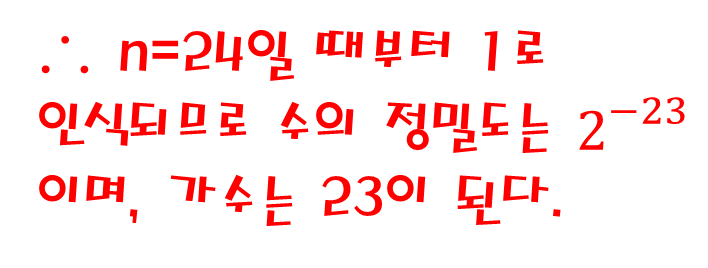 ∴ n=24일 때부터 1로
인식되므로 수의 정밀도는 2⁻²³
이며, 가수는 23이 된다.